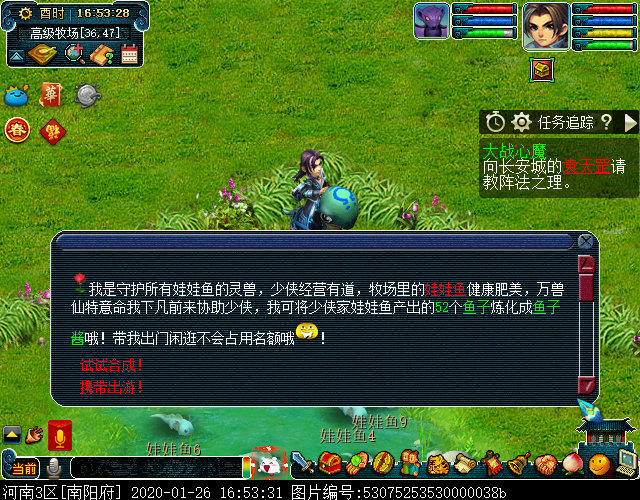 酉时 16:53:28
高级牧场[36,47]
華
春
任务追踪 ?
大战心魔
向长安城的袁天罡请
教阵法之理。
我是守护所有娃娃鱼的灵兽，少侠经营有道，牧场里的娃娃鱼健康肥美，万兽
仙特意命我下凡前来协助少侠，我可将少侠家娃娃鱼产出的52个鱼子炼化成鱼子
酱哦！带我出门闲逛不会占用名额哦！
试试合成！
携带出游！
娃娃鱼9
娃娃鱼4
娃娃鱼6
当前
河南3区[南阳府] 2020-01-26 16:53:31 图片编号:53075253530000038b